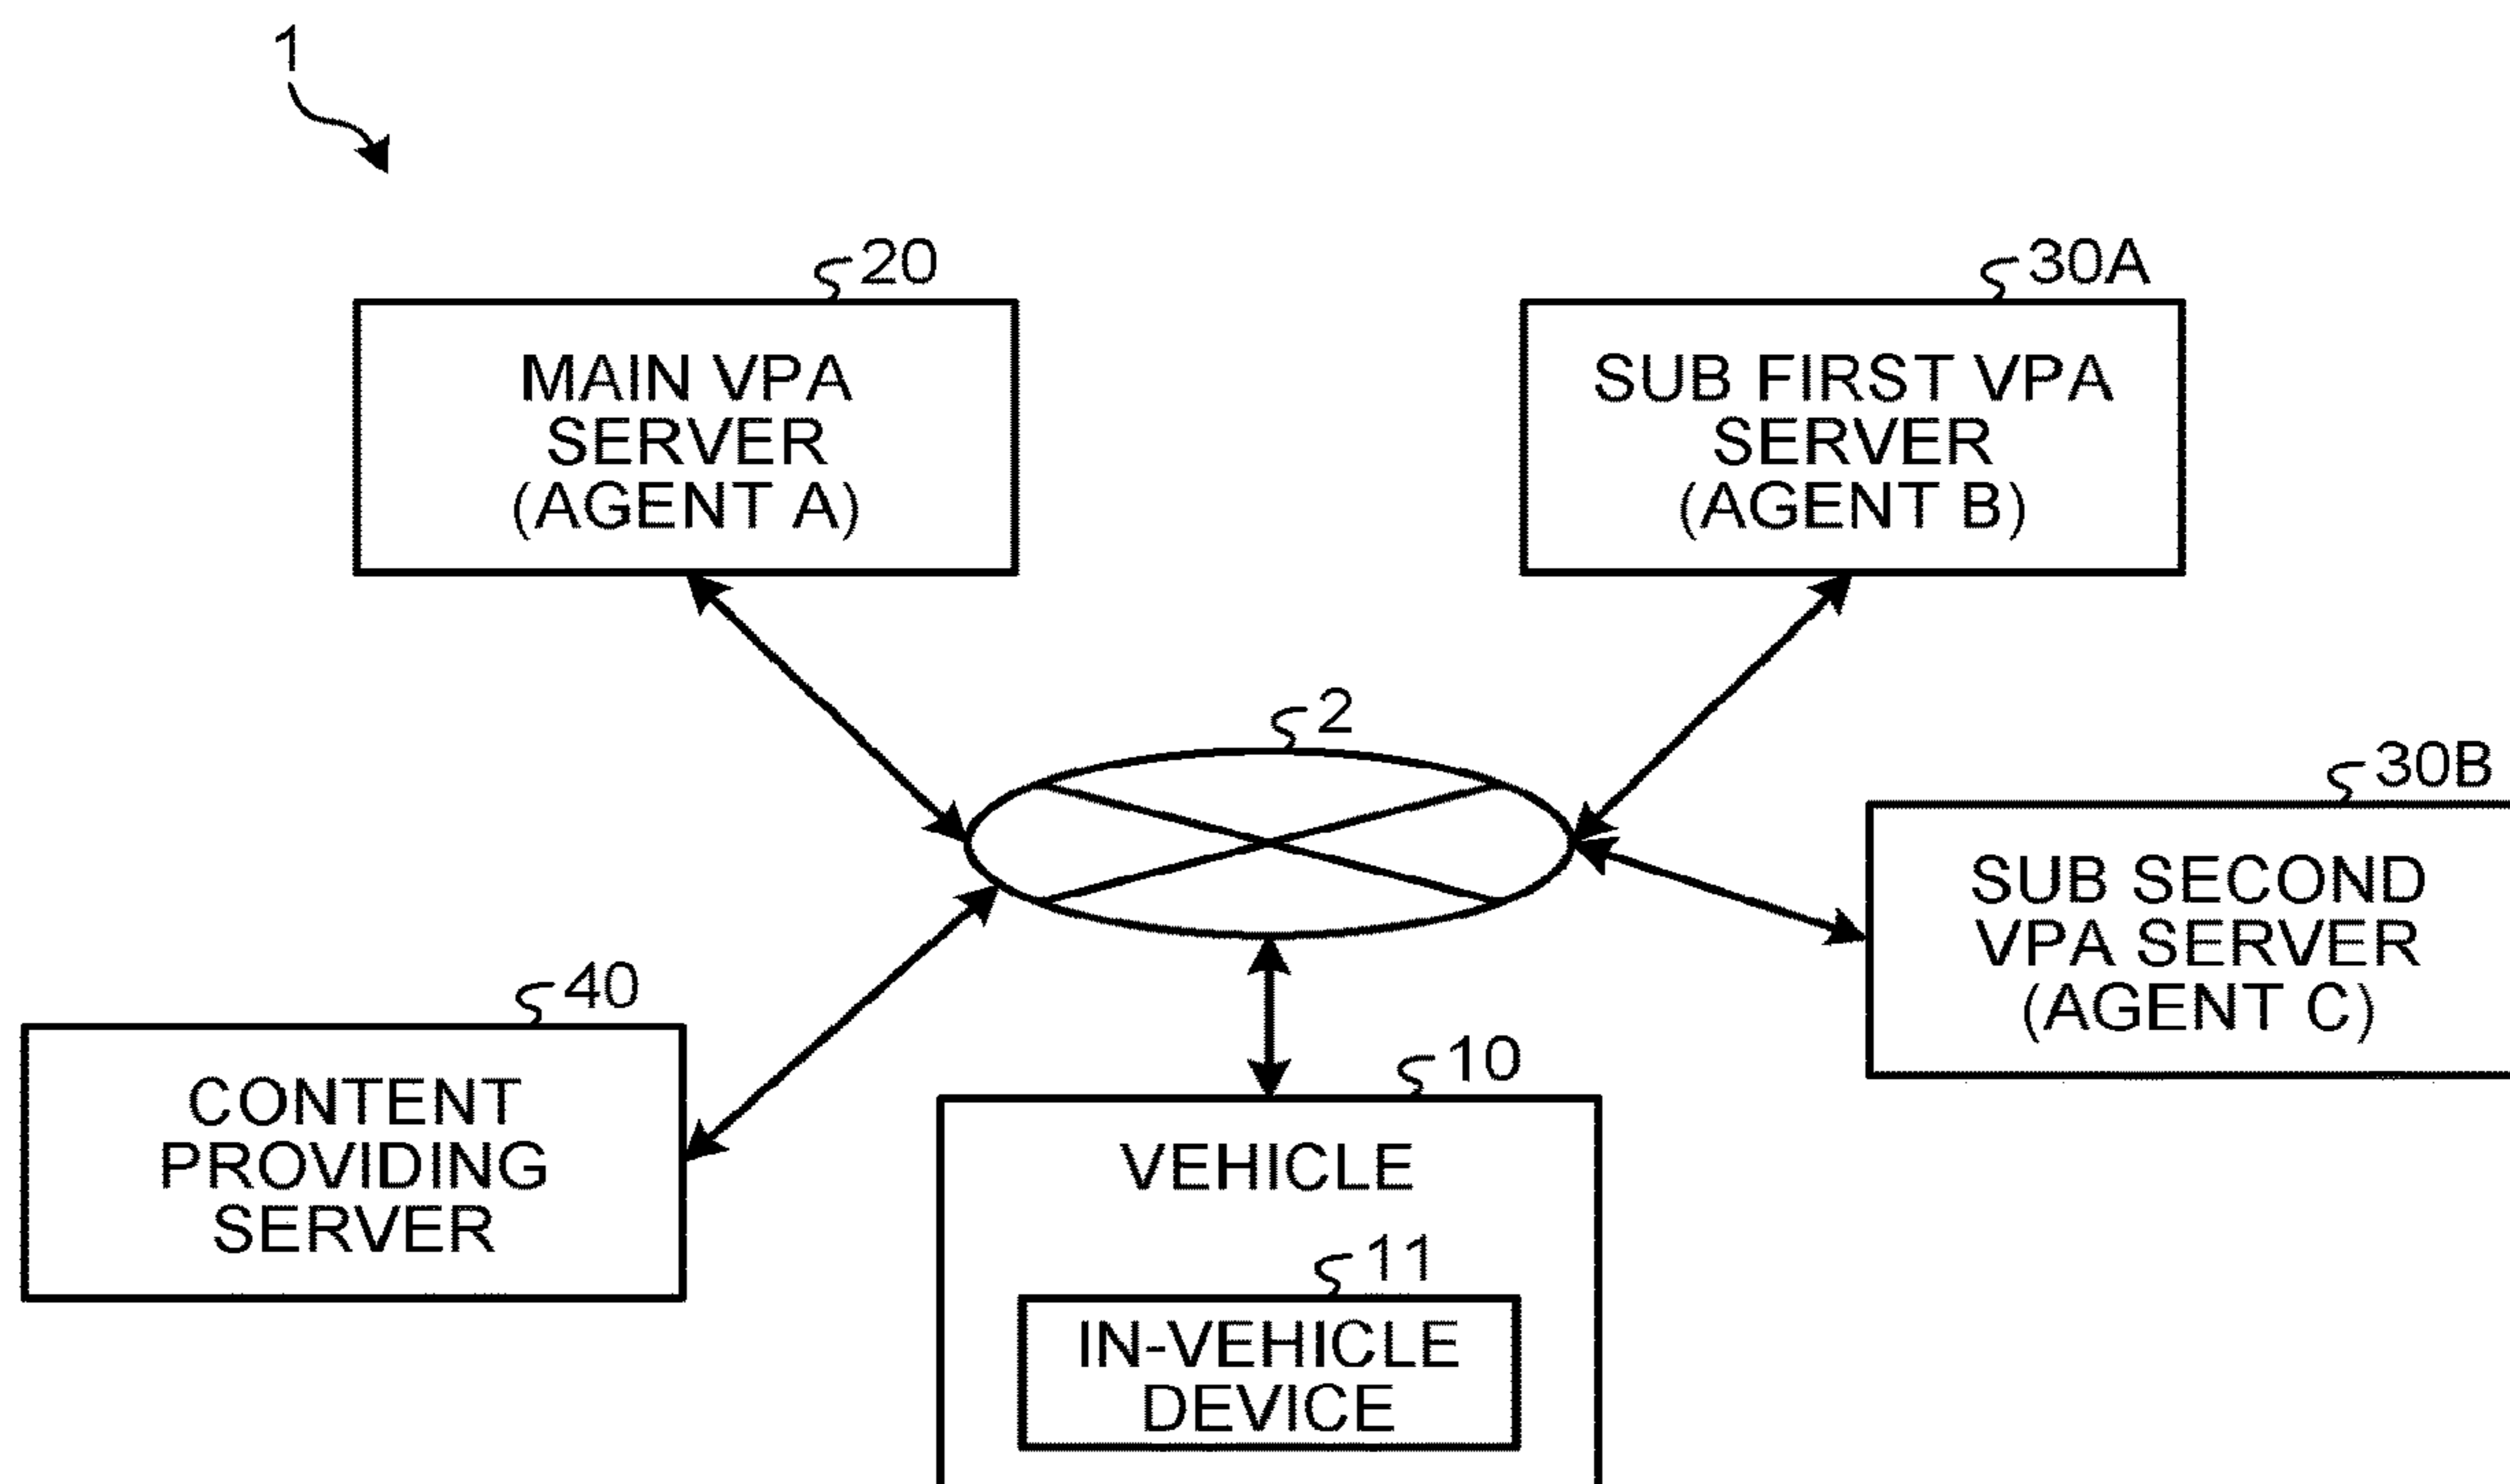 1
20
MAIN VPA
SERVER
(AGENT A)
30A
SUB FIRST VPA
SERVER
(AGENT B)
2
30B
SUB SECOND
VPA SERVER
(AGENT C)
40
CONTENT
PROVIDING
SERVER
10
VEHICLE
11
IN-VEHICLE
DEVICE